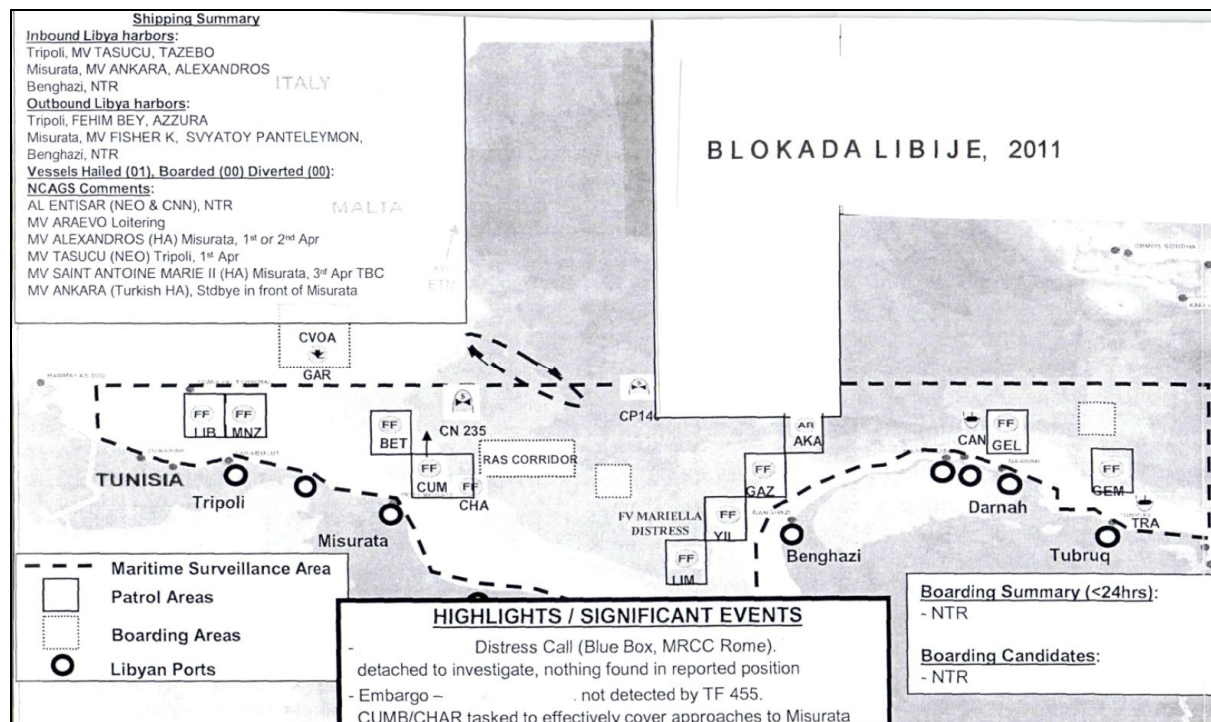 Shipping Summary
Inbound Libya harbors:
Tripoli, MV TASUCU, TAZEBO
Misurata, MV ANKARA, ALEXANDROS
Benghazi, NTR
ITALY
Outbound Libya harbors:
Tripoli, FEHIM BEY, AZZURA
Misurata, MV FISHER K, SVYATOY PANTELEYMON,
Benghazi, NTR
Vessels Hailed (01), Boarded (00) Diverted (00):
NCAGS Comments:
AL ENTISAR (NEO & CNN), NTR
MALTA
MV ARAEVO Loitering
MV ALEXANDROS (HA) Misurata, 1st or 2nd Apr
MV TASUCU (NEO) Tripoli, 1st Apr
MV SAINT ANTOINE MARIE II (HA) Misurata, 3rd Apr TBC
MV ANKARA (Turkish HA), Stdbye in front of Misurata
ETN
BLOKADA LIBIJE, 2011
CVOA
GAR
FF
LIB
FF
MNZ
FF
BET
CN 235
CP14
FF
CUM
FF
CHA
RAS CORRIDOR
AR
AKA
CAN
FF
GEL
FF
GAZ
FF
GEM
TRA
FV MARIELLA
DISTRESS
FF
YIL
FF
LIM
TUNISIA
Tripoli
Misurata
Benghazi
Darnah
Tubruq
Maritime Surveillance Area
Patrol Areas
Boarding Areas
Libyan Ports
HIGHLIGHTS / SIGNIFICANT EVENTS
- Distress Call (Blue Box, MRCC Rome).
detached to investigate, nothing found in reported position
- Embargo – . not detected by TF 455.
CUMB/CHAR tasked to effectively cover approaches to Misurata
Boarding Summary (<24hrs):
- NTR
Boarding Candidates:
- NTR